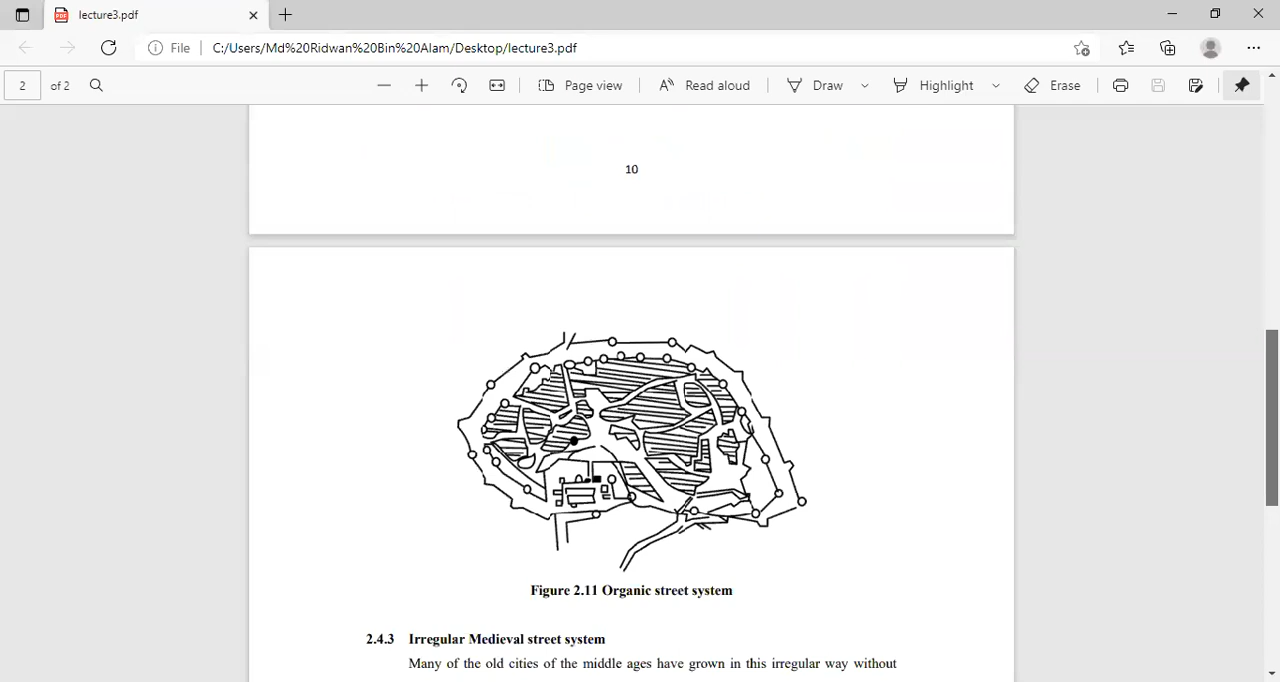 lecture3.pdf
File
C:/Users/Md%20Ridwan%20Bin%20Alam/Desktop/lecture3.pdf
2 of 2
Page view
Read aloud
Draw
Highlight
Erase
10
Figure 2.11 Organic street system
2.4.3 Irregular Medieval street system
Many of the old cities of the middle ages have grown in this irregular way without